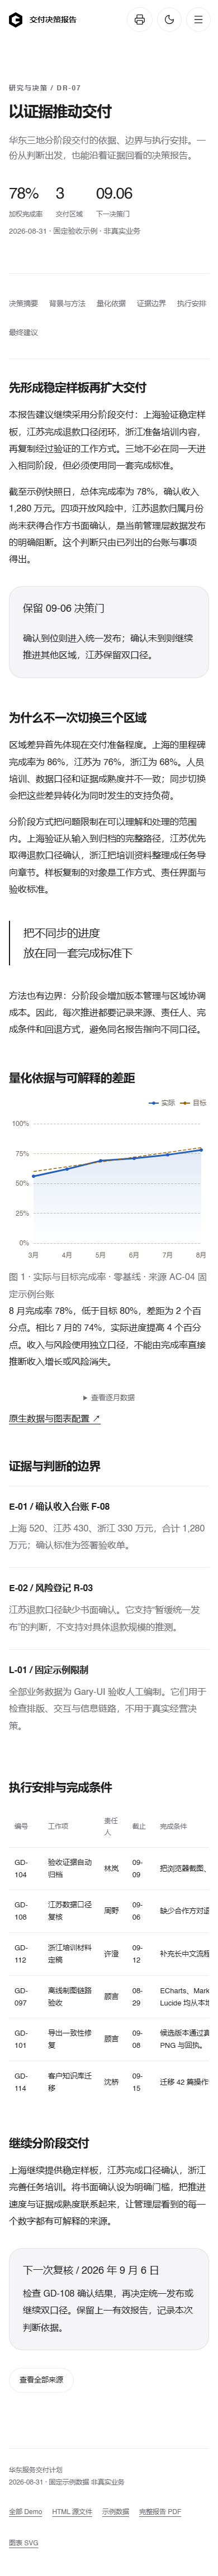 交付决策报告
研究与决策 / DR-07
以证据推动交付
华东三地分阶段交付的依据、边界与执行安排。一
份从判断出发，也能沿着证据回看的决策报告。
78% 3 09.06
加权完成率 交付区域 下一决策门
2026-08-31 · 固定验收示例 · 非真实业务
决策摘要 背景与方法 量化依据 证据边界 执行安排
最终建议
先形成稳定样板再扩大交付
本报告建议继续采用分阶段交付：上海验证稳定样
板，江苏完成退款口径闭环，浙江准备培训内容，
再复制经过验证的工作方式。三地不必在同一天进
入相同阶段，但必须使用同一套完成标准。
截至示例快照日，总体完成率为 78%，确认收入
1,280 万元。四项开放风险中，江苏退款归属月份
尚未获得合作方书面确认，是当前管理层数据发布
的明确阻断。这个判断只由已列出的台账与事项
得出。
保留 09-06 决策门
确认到位则进入统一发布；确认未到则继续
推进其他区域，江苏保留双口径。
为什么不一次切换三个区域
区域差异首先体现在交付准备程度。上海的里程碑
完成率为 86%，江苏为 76%，浙江为 68%。人员
培训、数据口径和证据成熟度并不一致；同步切换
会把这些差异转化为同时发生的支持负荷。
分阶段方式把问题限制在可以理解和处理的范围
内。上海验证从输入到归档的完整路径，江苏优先
取得退款口径确认，浙江把培训资料整理成任务导
向章节。样板复制的对象是工作方式、责任界面与
验收标准。
把不同步的进度
放在同一套完成标准下
方法也有边界：分阶段会增加版本管理与区域协调
成本。因此，每次推进都要记录来源、责任人、完
成条件和回退方式，避免同名报告指向不同口径。
量化依据与可解释的差距
实际 目标
100%
75%
50%
25%
0%
3月 4月 5月 6月 7月 8月
图 1 · 实际与目标完成率 · 零基线 · 来源 AC-04 固
定示例台账
8 月完成率 78%，低于目标 80%，差距为 2 个百
分点。相比 7 月的 74%，实际进度提高 4 个百分
点。收入与风险使用独立口径，不能由完成率直接
推断收入增长或风险消失。
▶ 查看逐月数据
原生数据与图表配置 ↗
证据与判断的边界
E-01 / 确认收入台账 F-08
上海 520、江苏 430、浙江 330 万元，合计 1,280
万元；确认标准为签署验收单。
E-02 / 风险登记 R-03
江苏退款口径缺少书面确认。它支持“暂缓统一发
布”的判断，不支持对具体退款规模的推测。
L-01 / 固定示例限制
全部业务数据为 Gary-UI 验收人工编制。它们用于
检查排版、交互与信息链路，不用于真实经营决
策。
执行安排与完成条件
编号 工作项 责任人 截止 完成条件
GD-104 验收证据自动归档 林岚 09-09 把浏览器截图、
GD-108 江苏数据口径复核 周野 09-06 缺少合作方对退
GD-112 浙江培训材料定稿 许澄 09-12 补充长中文流程
GD-097 离线制图链路验收 顾言 08-29 ECharts、Mark Lucide 均从本地
GD-101 导出一致性修复 顾言 09-08 候选版本通过真 PNG 与回执。
GD-114 客户知识库迁移 沈栎 09-15 迁移 42 篇操作
继续分阶段交付
上海继续提供稳定样板，江苏完成口径确认，浙江
完善任务培训。将书面确认设为明确门槛，把推进
速度与证据成熟度联系起来，让管理层看到的每一
个数字都有可解释的来源。
下一次复核 / 2026 年 9 月 6 日
检查 GD-108 确认结果，再决定统一发布或
继续双口径。保留上一有效报告，记录本次
判断依据。
查看全部来源
华东服务交付计划
2026-08-31 · 固定示例数据 非真实业务
全部 Demo HTML 源文件 示例数据 完整报告 PDF
图表 SVG